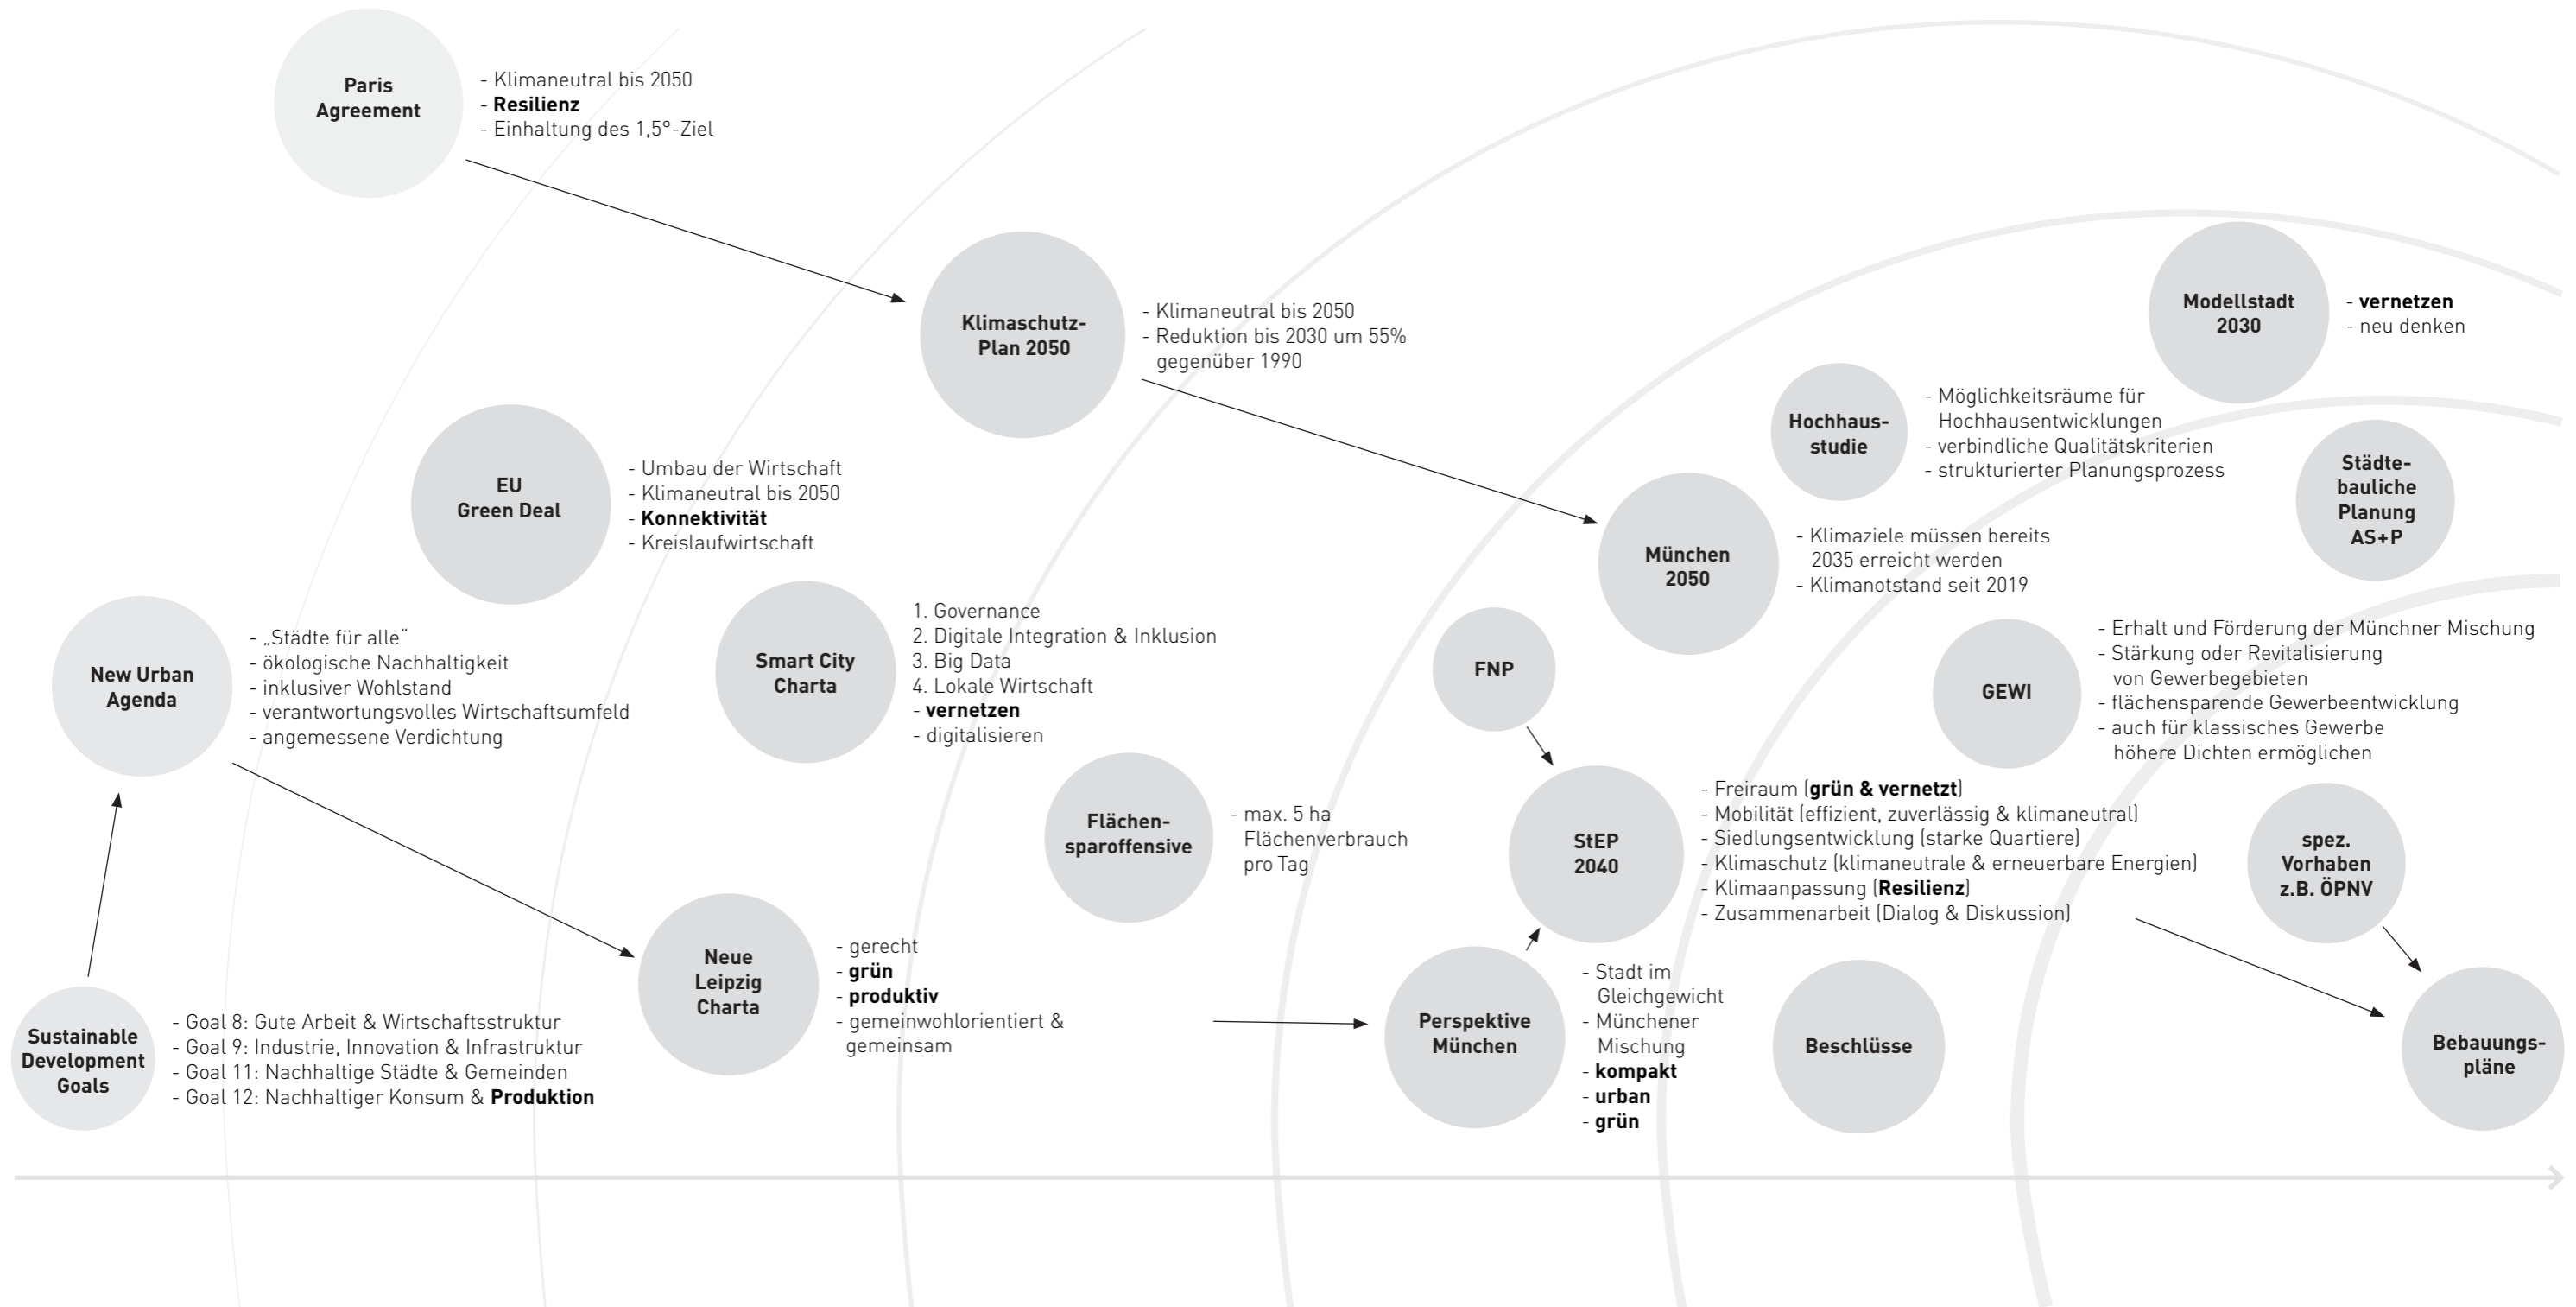 Paris
Agreement
- Klimaneutral bis 2050
- Resilienz
- Einhaltung des 1,5°-Ziel
Klimaschutz-
Plan 2050
- Klimaneutral bis 2050
- Reduktion bis 2030 um 55%
gegenüber 1990
Modellstadt
2030
- vernetzen
- neu denken
Hochhaus-
studie
- Möglichkeitsräume für
Hochhausentwicklungen
- verbindliche Qualitätskriterien
- strukturierter Planungsprozess
EU
Green Deal
- Umbau der Wirtschaft
- Klimaneutral bis 2050
- Konnektivität
- Kreislaufwirtschaft
Städte-
bauliche
Planung
AS+P
München
2050
- Klimaziele müssen bereits
2035 erreicht werden
- Klimanotstand seit 2019
New Urban
Agenda
- „Städte für alle“
- ökologische Nachhaltigkeit
- inklusiver Wohlstand
- verantwortungsvolles Wirtschaftsumfeld
- angemessene Verdichtung
Smart City
Charta
1. Governance
2. Digitale Integration & Inklusion
3. Big Data
4. Lokale Wirtschaft
- vernetzen
- digitalisieren
FNP
GEWI
- Erhalt und Förderung der Münchner Mischung
- Stärkung oder Revitalisierung
von Gewerbegebieten
- flächensparende Gewerbeentwicklung
- auch für klassisches Gewerbe
höhere Dichten ermöglichen
Flächen-
sparoffensive
- max. 5 ha
Flächenverbrauch
pro Tag
StEP
2040
- Freiraum (grün & vernetzt)
- Mobilität (effizient, zuverlässig & klimaneutral)
- Siedlungsentwicklung (starke Quartiere)
- Klimaschutz (klimaneutrale & erneuerbare Energien)
- Klimaanpassung (Resilienz)
- Zusammenarbeit (Dialog & Diskussion)
spez.
Vorhaben
z.B. ÖPNV
Neue
Leipzig
Charta
- gerecht
- grün
- produktiv
- gemeinwohlorientiert &
gemeinsam
Sustainable
Development
Goals
- Goal 8: Gute Arbeit & Wirtschaftsstruktur
- Goal 9: Industrie, Innovation & Infrastruktur
- Goal 11: Nachhaltige Städte & Gemeinden
- Goal 12: Nachhaltiger Konsum & Produktion
Perspektive
München
- Stadt im
Gleichgewicht
- Münchener
Mischung
- kompakt
- urban
- grün
Beschlüsse
Bebauungs-
pläne